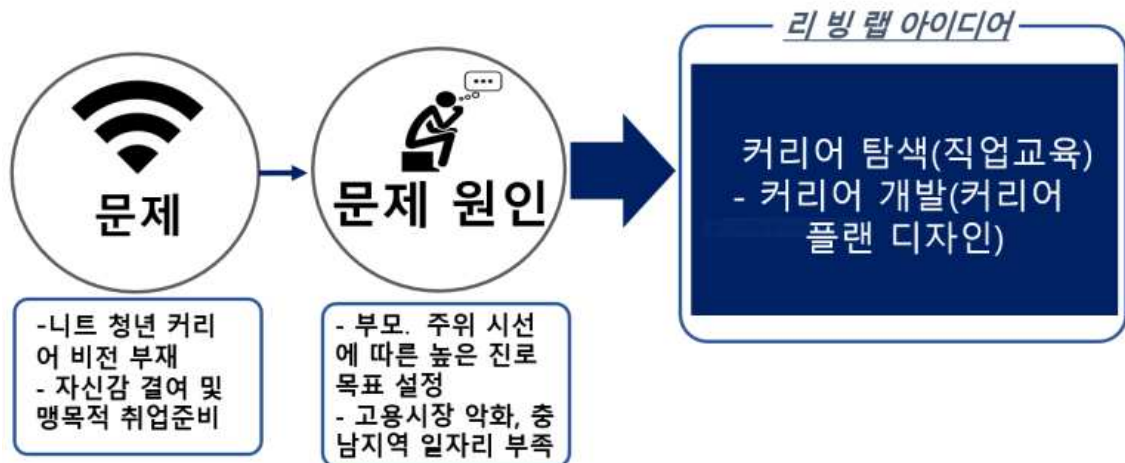 리 빙 랩 아이디어
문제
문제 원인
커리어 탐색(직업교육)
- 커리어 개발(커리어
플랜 디자인)
-니트 청년 커리
어 비전 부재
- 자신감 결여 및
맹목적 취업준비
- 부모. 주위 시선
에 따른 높은 진로
목표 설정
- 고용시장 악화, 충
남지역 일자리 부족